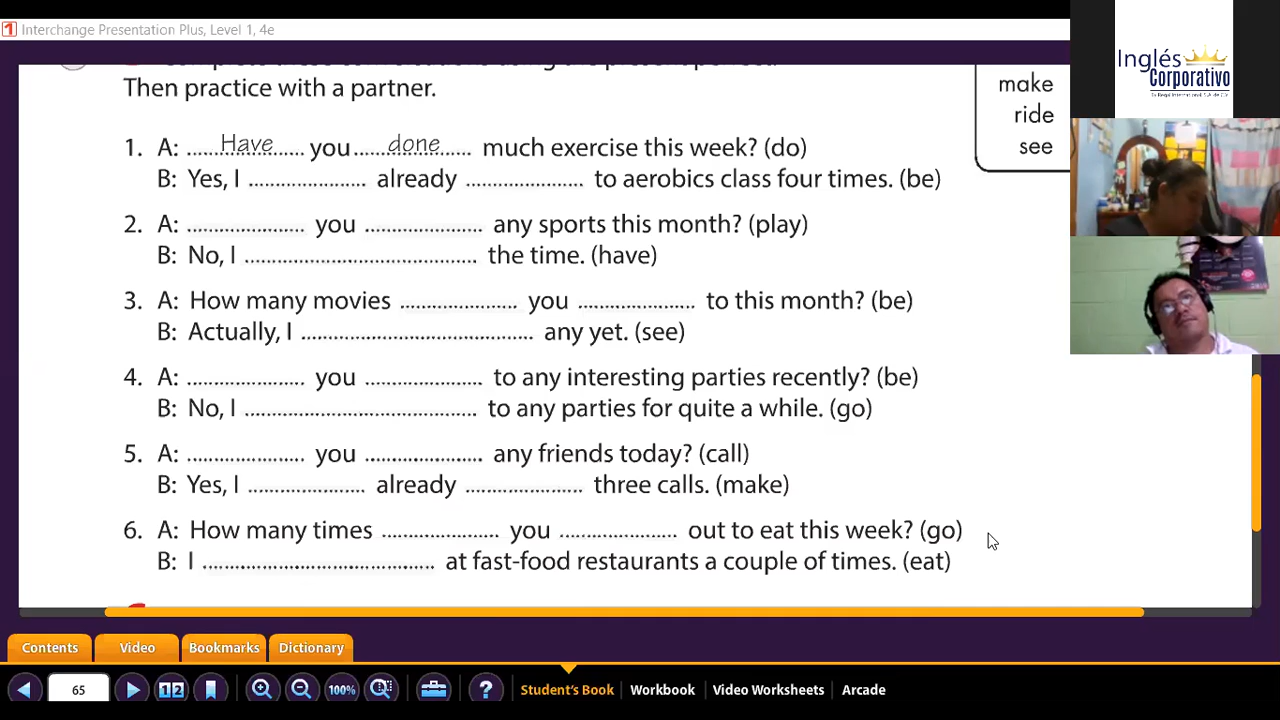 Interchange Presentation Plus, Level 1, 4e
Then practice with a partner.
make
ride
see
1. A: Have you done much exercise this week? (do)
B: Yes, I .................... already .................... to aerobics class four times. (be)
2. A: .................... you .................... any sports this month? (play)
B: No, I ........................................ the time. (have)
3. A: How many movies .................... you .................... to this month? (be)
B: Actually, I ........................................ any yet. (see)
4. A: .................... you .................... to any interesting parties recently? (be)
B: No, I ........................................ to any parties for quite a while. (go)
5. A: .................... you .................... any friends today? (call)
B: Yes, I .................... already .................... three calls. (make)
6. A: How many times .................... you .................... out to eat this week? (go)
B: I ........................................ at fast-food restaurants a couple of times. (eat)
Inglés
Corporativo
Contents Video Bookmarks Dictionary
65 12 100% ? Student's Book Workbook Video Worksheets Arcade